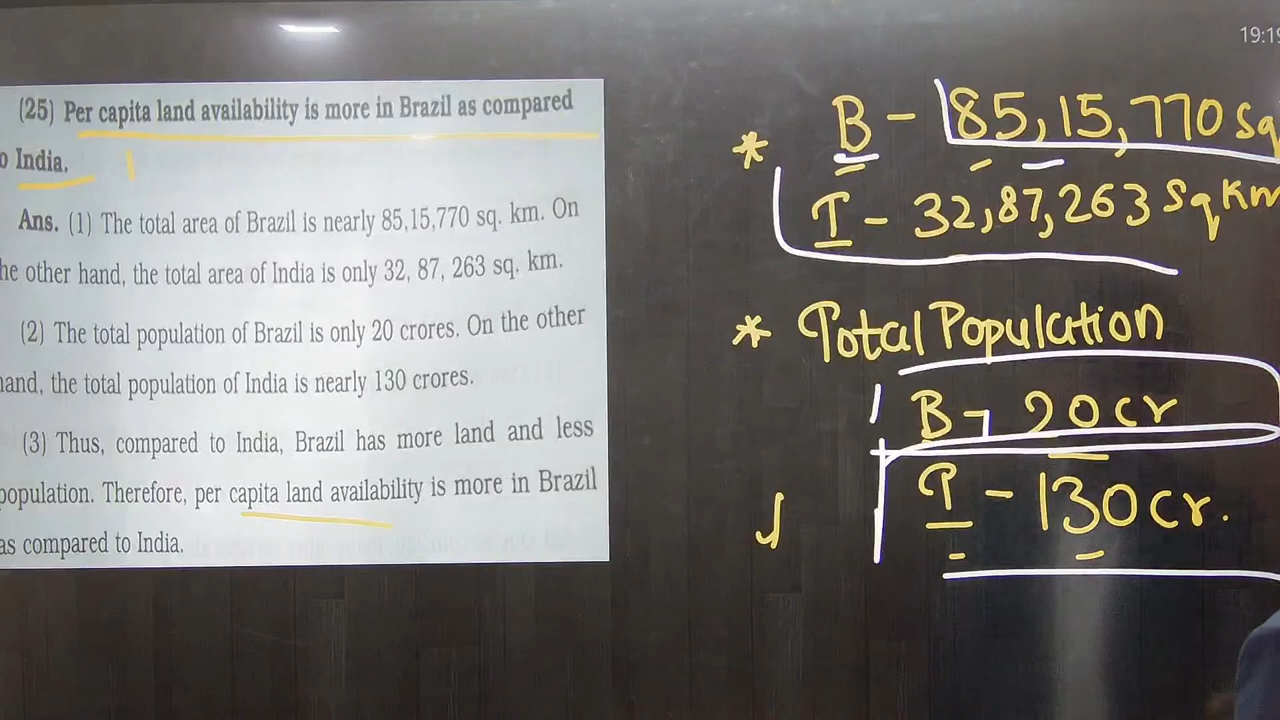 19:19
(25) Per capita land availability is more in Brazil as compared
o India.
Ans. (1) The total area of Brazil is nearly 85,15,770 sq. km. On
he other hand, the total area of India is only 32, 87, 263 sq. km.
(2) The total population of Brazil is only 20 crores. On the other
hand, the total population of India is nearly 130 crores.
(3) Thus, compared to India, Brazil has more land and less
population. Therefore, per capita land availability is more in Brazil
as compared to India.
* B - 85,15,770 Sq
I - 32,87,263 Sq Km
* Total Population
B - 20 cr
I - 130 cr.